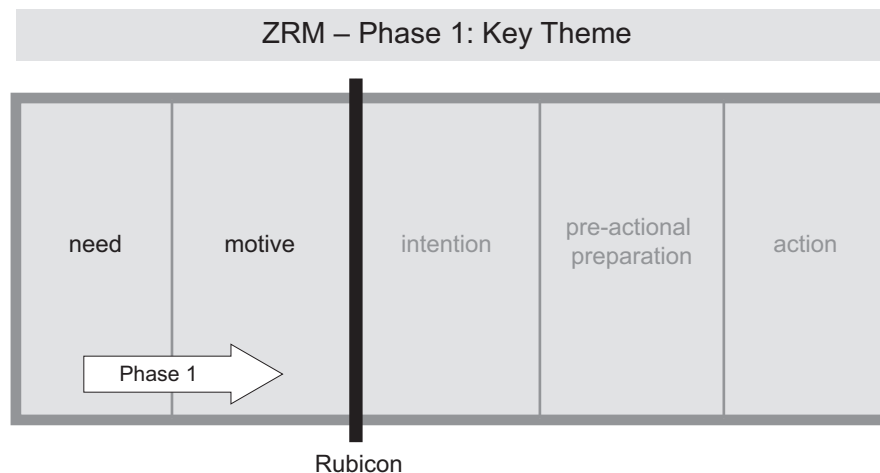 ZRM – Phase 1: Key Theme
need
motive
intention
pre-actional
preparation
action
Phase 1
Rubicon